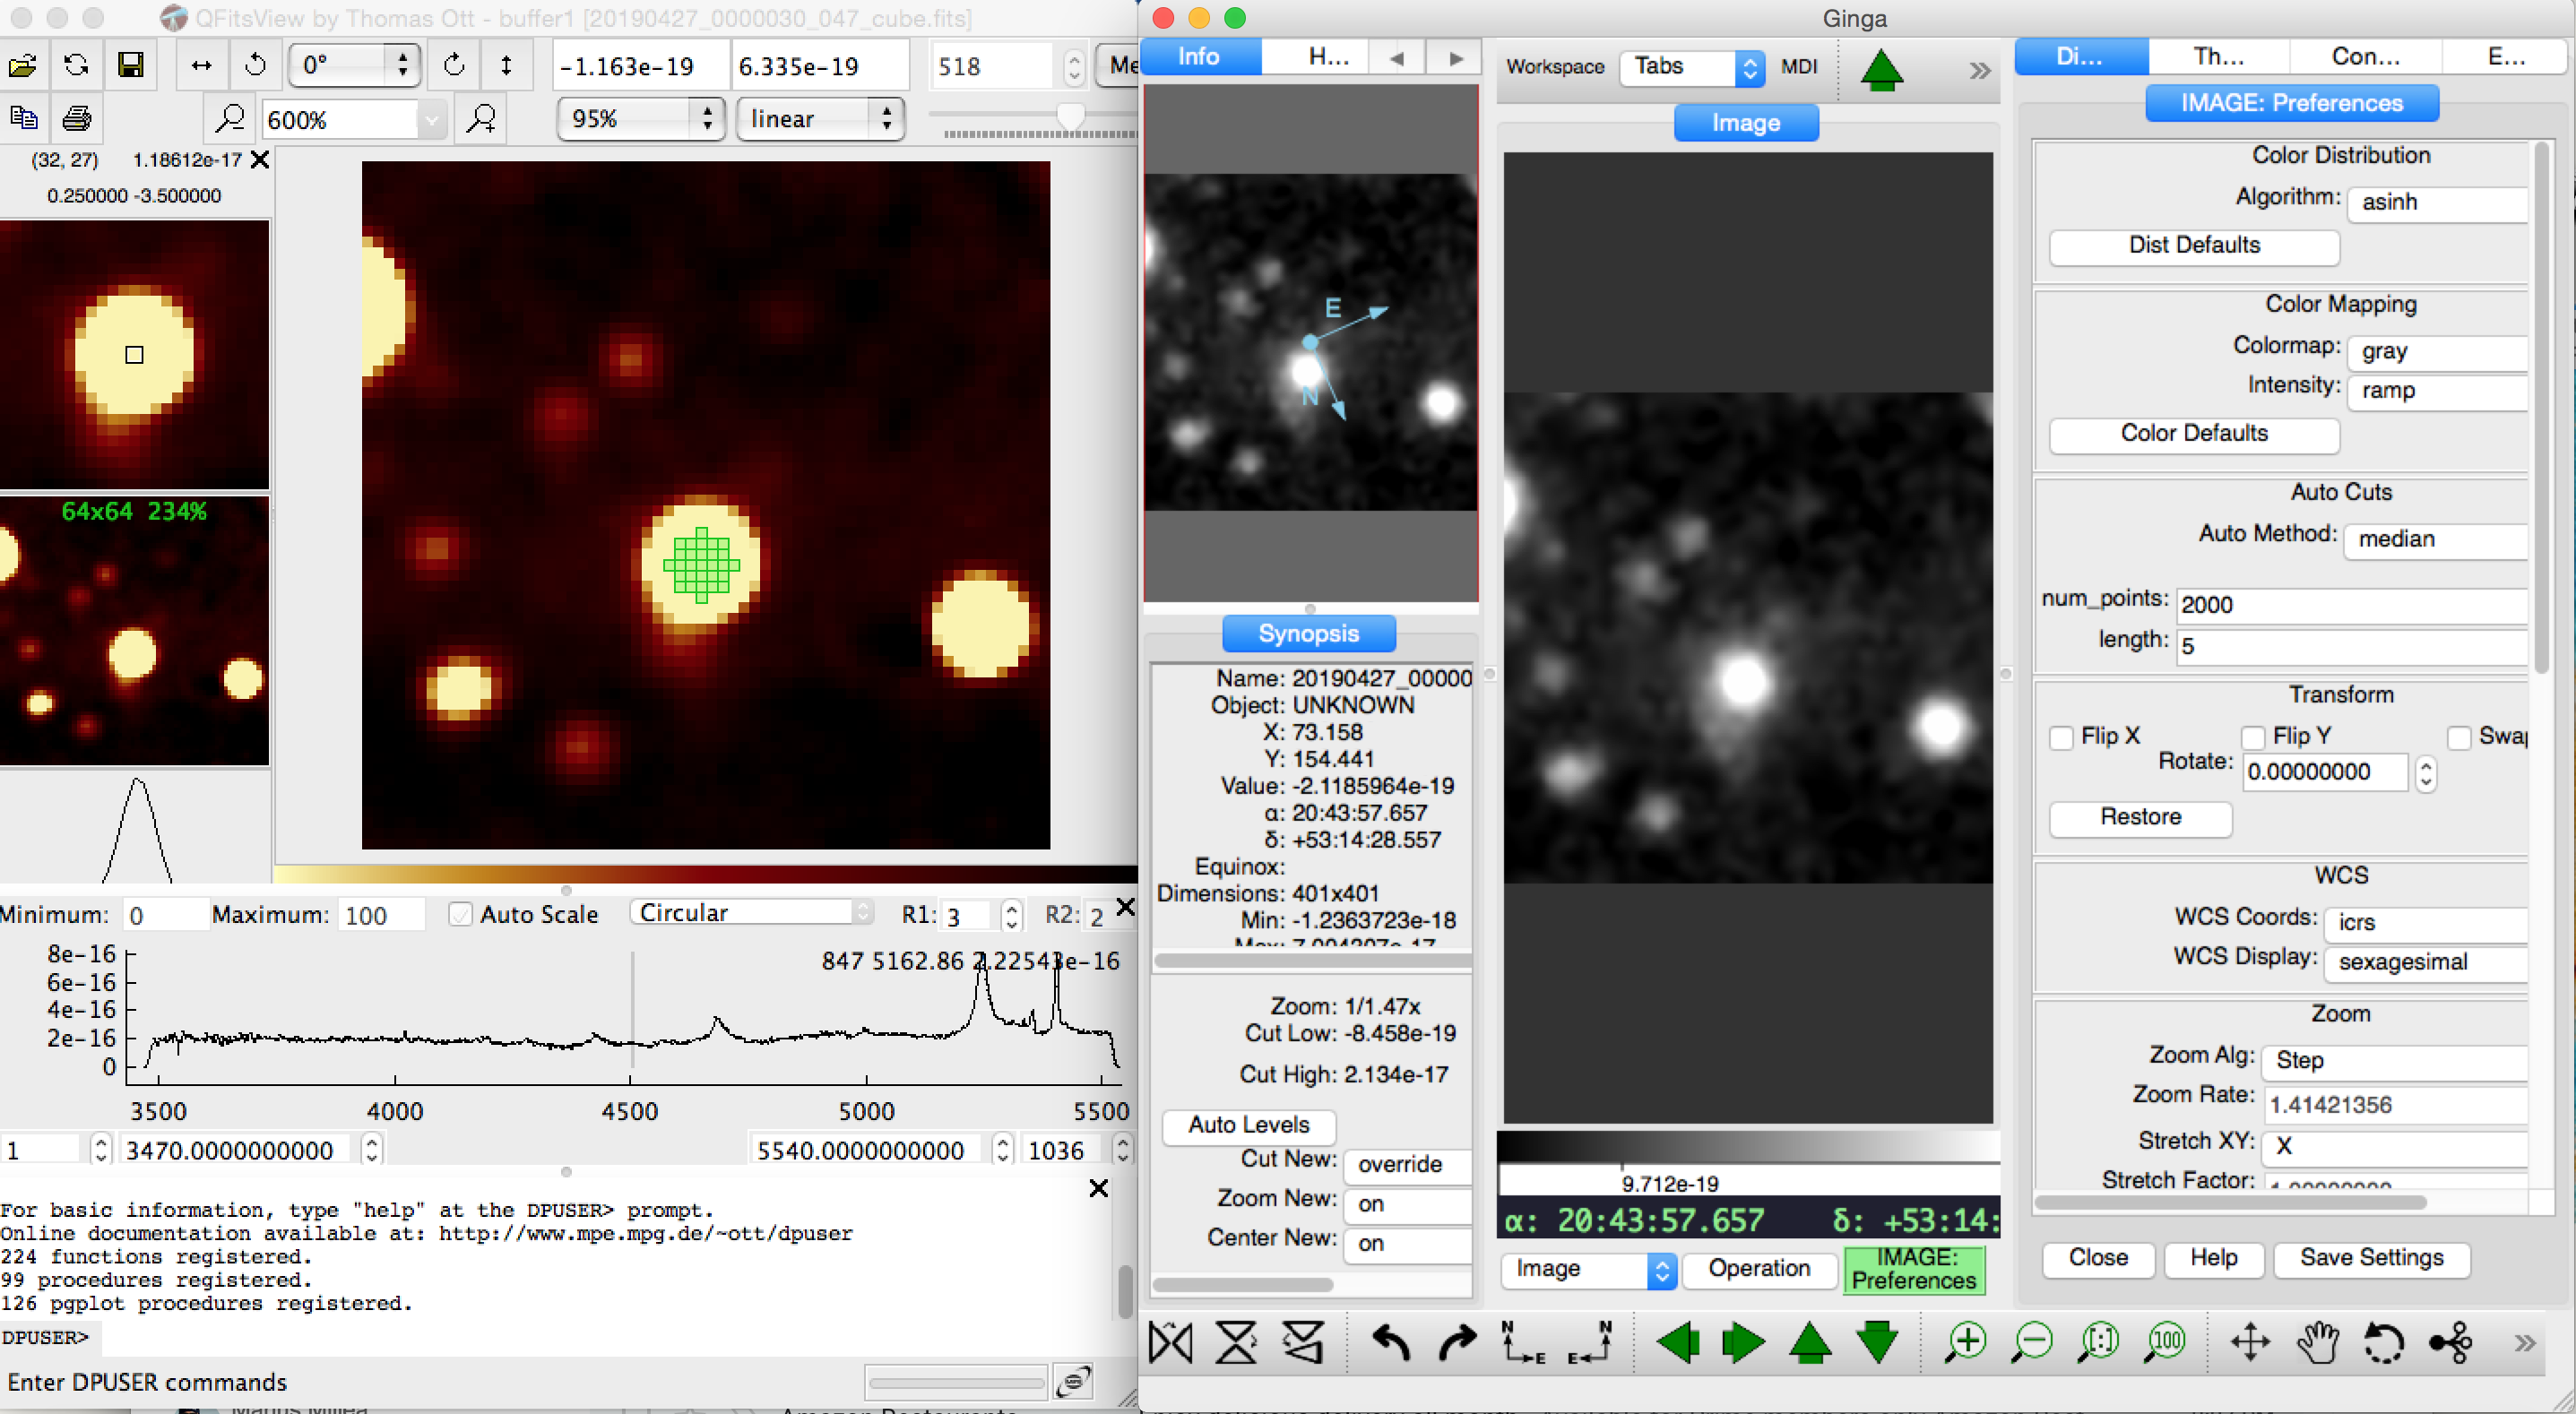 QFitsView by Thomas Ott - buffer1 [20190427_0000030_047_cube.fits]
0°
-1.163e-19
6.335e-19
518
Me
600%
95%
linear
(32, 27)
1.18612e-17
0.250000 -3.500000
64x64 234%
Minimum:
0
Maximum:
100
Auto Scale
Circular
R1:
3
R2:
2
847 5162.86 2.22543e-16
8e-16
6e-16
4e-16
2e-16
0
3500
4000
4500
5000
5500
1
3470.0000000000
5540.0000000000
1036
For basic information, type "help" at the DPUSER> prompt.
Online documentation available at: http://www.mpe.mpg.de/~ott/dpuser
224 functions registered.
99 procedures registered.
126 pgplot procedures registered.
DPUSER>
Enter DPUSER commands
Ginga
Info
H...
E
N
Synopsis
Name: 20190427_00000
Object: UNKNOWN
X: 73.158
Y: 154.441
Value: -2.1185964e-19
α: 20:43:57.657
δ: +53:14:28.557
Equinox:
Dimensions: 401x401
Min: -1.2363723e-18
Zoom: 1/1.47x
Cut Low: -8.458e-19
Cut High: 2.134e-17
Auto Levels
Cut New: override
Zoom New: on
Center New: on
Workspace
Tabs
MDI
Image
9.712e-19
α: 20:43:57.657 δ: +53:14:
Image
Operation
IMAGE:
Preferences
Di...
Th...
Con...
E...
IMAGE: Preferences
Color Distribution
Algorithm: asinh
Dist Defaults
Color Mapping
Colormap: gray
Intensity: ramp
Color Defaults
Auto Cuts
Auto Method: median
num_points: 2000
length: 5
Transform
Flip X
Flip Y
Swap
Rotate: 0.00000000
Restore
WCS
WCS Coords: icrs
WCS Display: sexagesimal
Zoom
Zoom Alg: Step
Zoom Rate: 1.41421356
Stretch XY: X
Stretch Factor:
Close
Help
Save Settings
N
E
N
E
100